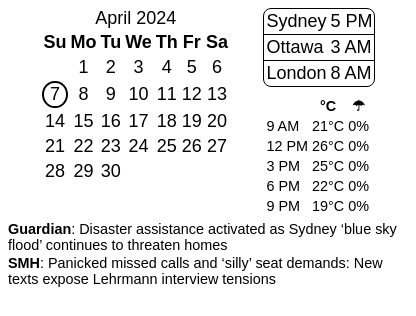 April 2024
Su Mo Tu We Th Fr Sa
1 2 3 4 5 6
7 8 9 10 11 12 13
14 15 16 17 18 19 20
21 22 23 24 25 26 27
28 29 30
Sydney 5 PM
Ottawa 3 AM
London 8 AM
°C ☂
9 AM 21°C 0%
12 PM 26°C 0%
3 PM 25°C 0%
6 PM 22°C 0%
9 PM 19°C 0%
Guardian: Disaster assistance activated as Sydney ‘blue sky
flood’ continues to threaten homes
SMH: Panicked missed calls and ‘silly’ seat demands: New
texts expose Lehrmann interview tensions